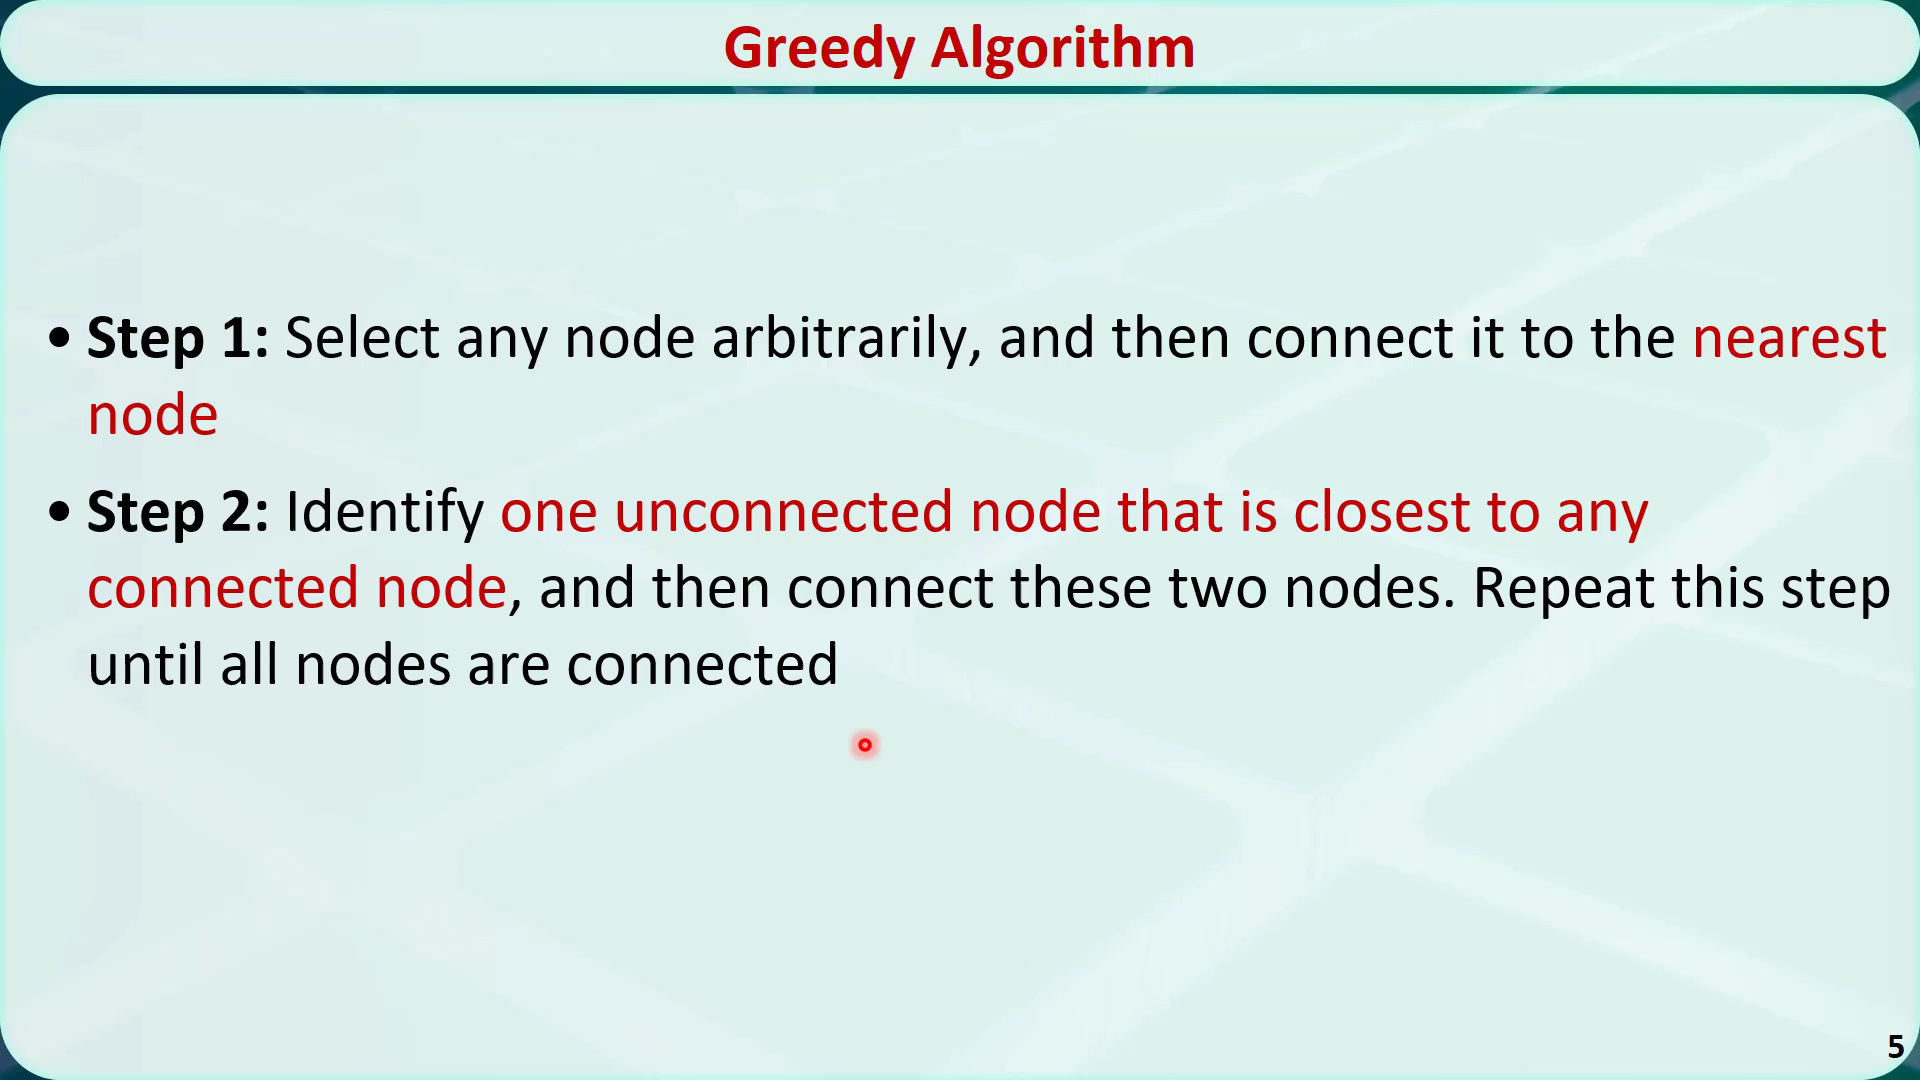 Greedy Algorithm
• Step 1: Select any node arbitrarily, and then connect it to the nearest
node
• Step 2: Identify one unconnected node that is closest to any
connected node, and then connect these two nodes. Repeat this step
until all nodes are connected
5